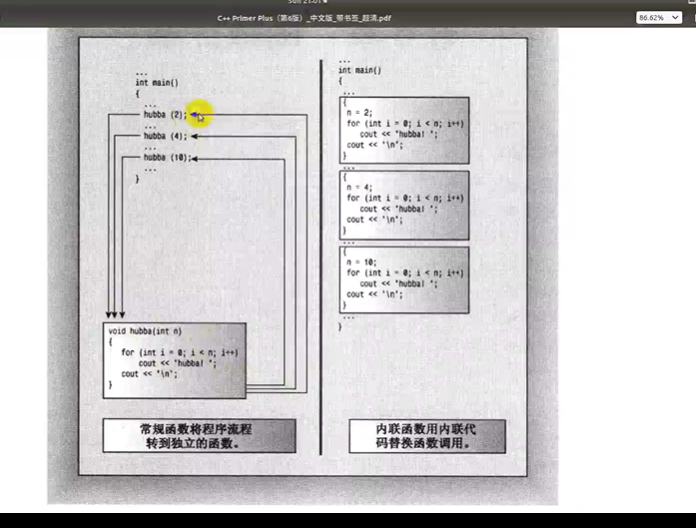 C++ Primer Plus（第6版）_中文版_带书签_超清.pdf
86.62%
...
int main()
{
...
hubba (2);
...
hubba (4);
...
hubba (10);
...
}
void hubba(int n)
{
for (int i = 0; i < n; i++)
cout << "hubba! ";
cout << "\n";
}
常规函数将程序流程
转到独立的函数。
...
int main()
{
...
{
n = 2;
for (int i = 0; i < n; i++)
cout << "hubba! ";
cout << "\n";
}
...
{
n = 4;
for (int i = 0; i < n; i++)
cout << "hubba! ";
cout << "\n";
}
...
{
n = 10;
for (int i = 0; i < n; i++)
cout << "hubba! ";
cout << "\n";
}
...
}
内联函数用内联代
码替换函数调用。